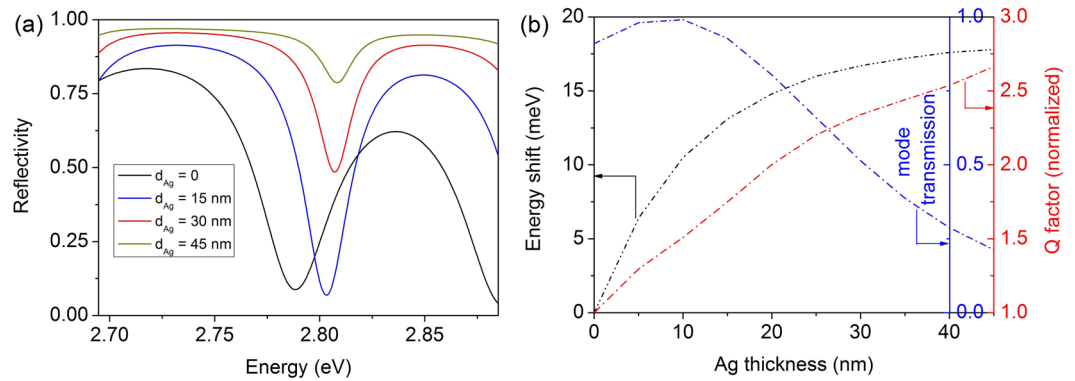 (a)
1.00
0.75
0.50
0.25
0.00
Reflectivity
d_Ag = 0
d_Ag = 15 nm
d_Ag = 30 nm
d_Ag = 45 nm
2.70 2.75 2.80 2.85
Energy (eV)
(b)
20
15
10
5
0
Energy shift (meV)
0 10 20 30 40
Ag thickness (nm)
mode
transmission
1.0
0.5
0.0
3.0
2.5
2.0
1.5
1.0
Q factor (normalized)